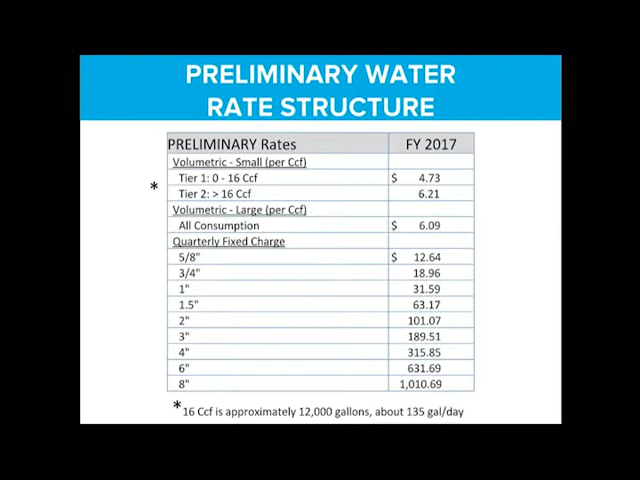 PRELIMINARY WATER
RATE STRUCTURE
PRELIMINARY Rates FY 2017
Volumetric - Small (per Ccf)
Tier 1: 0 - 16 Ccf $ 4.73
* Tier 2: > 16 Ccf 6.21
Volumetric - Large (per Ccf)
All Consumption $ 6.09
Quarterly Fixed Charge
5/8" $ 12.64
3/4" 18.96
1" 31.59
1.5" 63.17
2" 101.07
3" 189.51
4" 315.85
6" 631.69
8" 1,010.69
*16 Ccf is approximately 12,000 gallons, about 135 gal/day